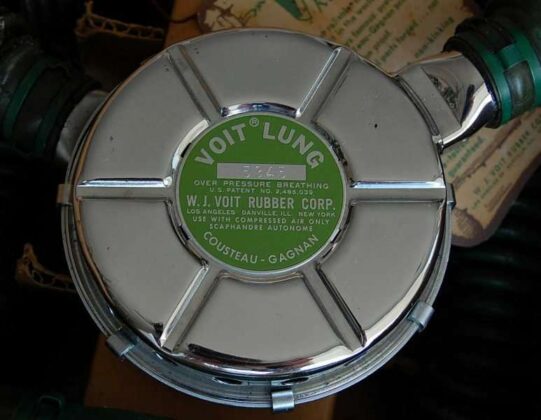 VOIT® LUNG
5345
OVER PRESSURE BREATHING
U.S. PATENT NO. 2,485,039
W. J. VOIT RUBBER CORP.
LOS ANGELES DANVILLE, ILL. NEW YORK
USE WITH COMPRESSED AIR ONLY
SCAPHANDRE AUTONOME
COUSTEAU-GAGNAN